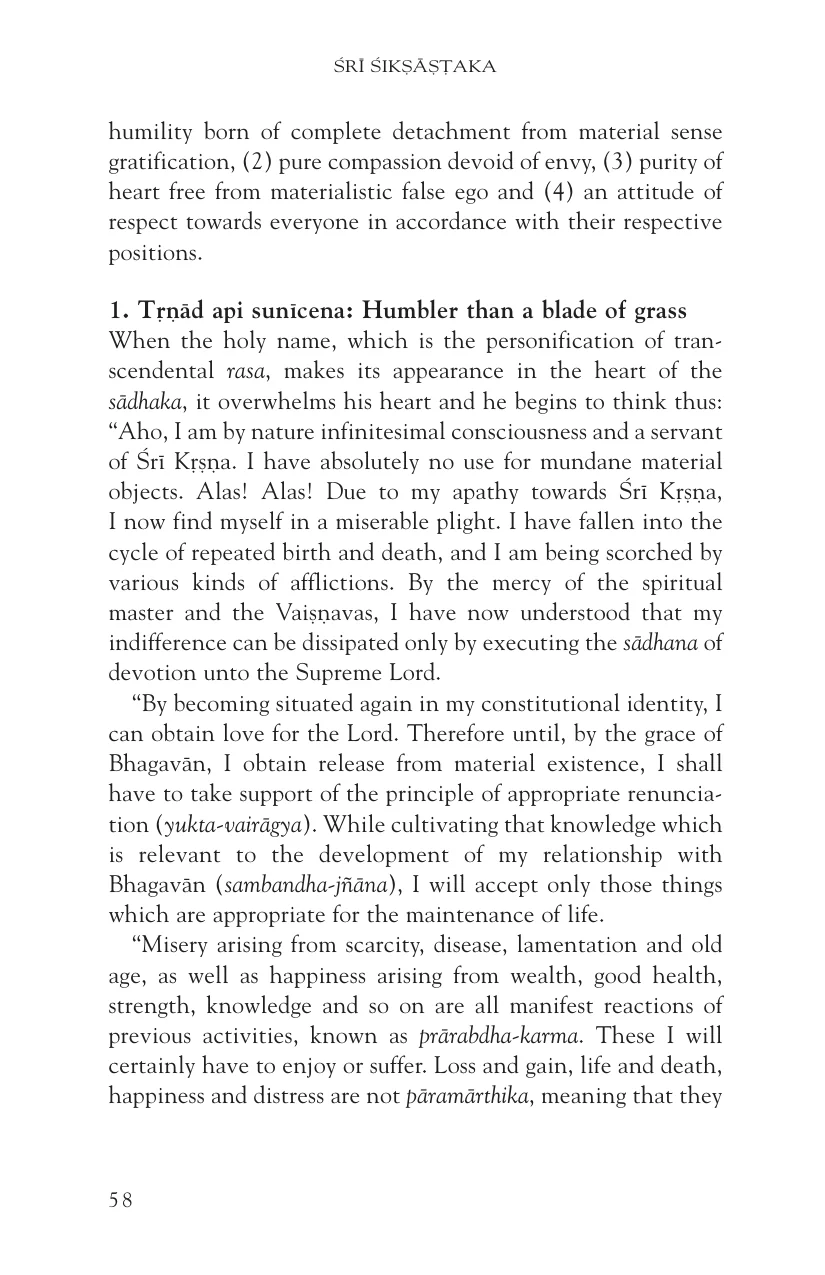 ŚRĪ ŚIKṢĀṢṬAKA
humility born of complete detachment from material sense
gratification, (2) pure compassion devoid of envy, (3) purity of
heart free from materialistic false ego and (4) an attitude of
respect towards everyone in accordance with their respective
positions.
1. Tṛṇād api sunīcena: Humbler than a blade of grass
When the holy name, which is the personification of tran-
scendental rasa, makes its appearance in the heart of the
sādhaka, it overwhelms his heart and he begins to think thus:
“Aho, I am by nature infinitesimal consciousness and a servant
of Śrī Kṛṣṇa. I have absolutely no use for mundane material
objects. Alas! Alas! Due to my apathy towards Śrī Kṛṣṇa,
I now find myself in a miserable plight. I have fallen into the
cycle of repeated birth and death, and I am being scorched by
various kinds of afflictions. By the mercy of the spiritual
master and the Vaiṣṇavas, I have now understood that my
indifference can be dissipated only by executing the sādhana of
devotion unto the Supreme Lord.
“By becoming situated again in my constitutional identity, I
can obtain love for the Lord. Therefore until, by the grace of
Bhagavān, I obtain release from material existence, I shall
have to take support of the principle of appropriate renuncia-
tion (yukta-vairāgya). While cultivating that knowledge which
is relevant to the development of my relationship with
Bhagavān (sambandha-jñāna), I will accept only those things
which are appropriate for the maintenance of life.
“Misery arising from scarcity, disease, lamentation and old
age, as well as happiness arising from wealth, good health,
strength, knowledge and so on are all manifest reactions of
previous activities, known as prārabdha-karma. These I will
certainly have to enjoy or suffer. Loss and gain, life and death,
happiness and distress are not pāramārthika, meaning that they
58